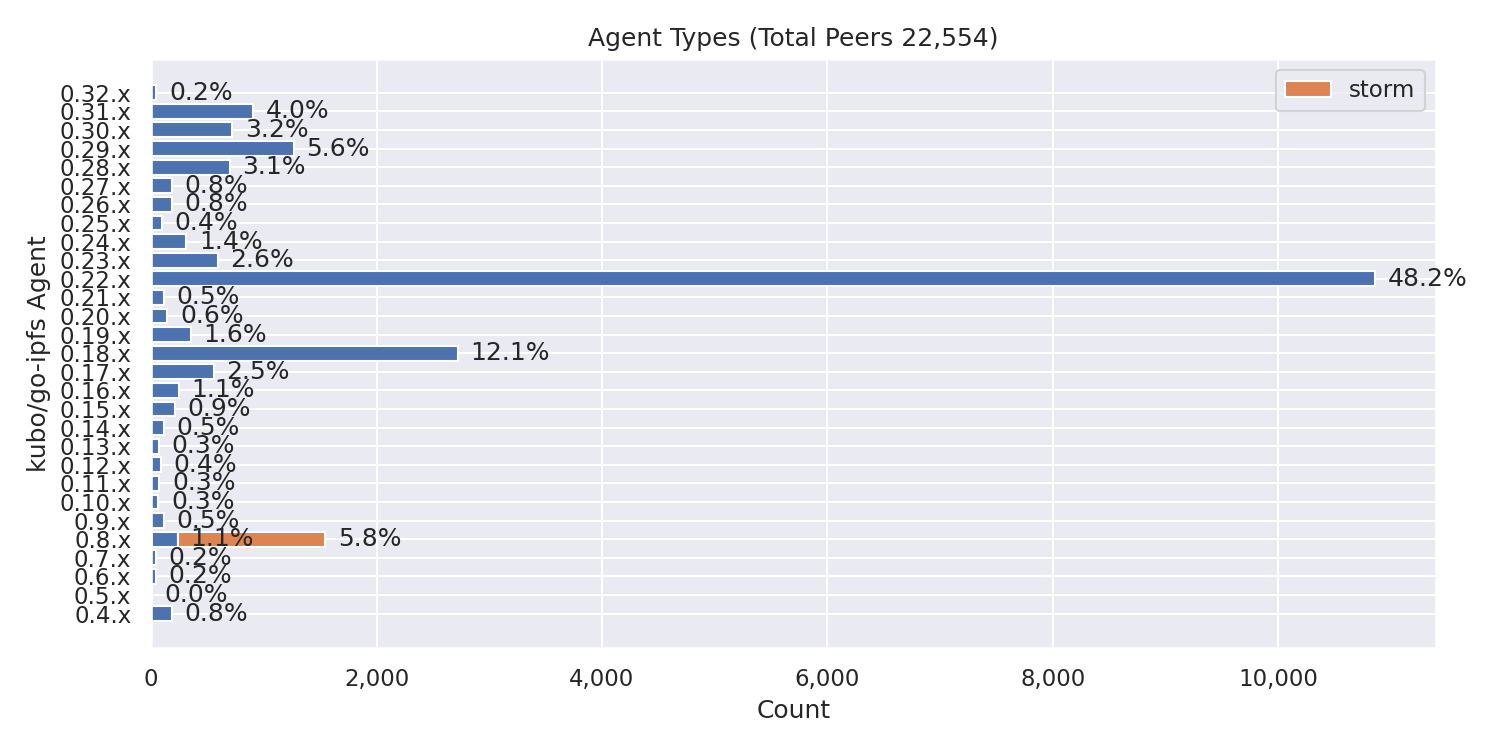 Agent Types (Total Peers 22,554)
storm
kubo/go-ipfs Agent
0.32.x 0.2%
0.31.x 4.0%
0.30.x 3.2%
0.29.x 5.6%
0.28.x 3.1%
0.27.x 0.8%
0.26.x 0.8%
0.25.x 0.4%
0.24.x 1.4%
0.23.x 2.6%
0.22.x 48.2%
0.21.x 0.5%
0.20.x 0.6%
0.19.x 1.6%
0.18.x 12.1%
0.17.x 2.5%
0.16.x 1.1%
0.15.x 0.9%
0.14.x 0.5%
0.13.x 0.3%
0.12.x 0.4%
0.11.x 0.3%
0.10.x 0.3%
0.9.x 0.5%
0.8.x 1.1% 5.8%
0.7.x 0.2%
0.6.x 0.2%
0.5.x 0.0%
0.4.x 0.8%
0 2,000 4,000 6,000 8,000 10,000
Count